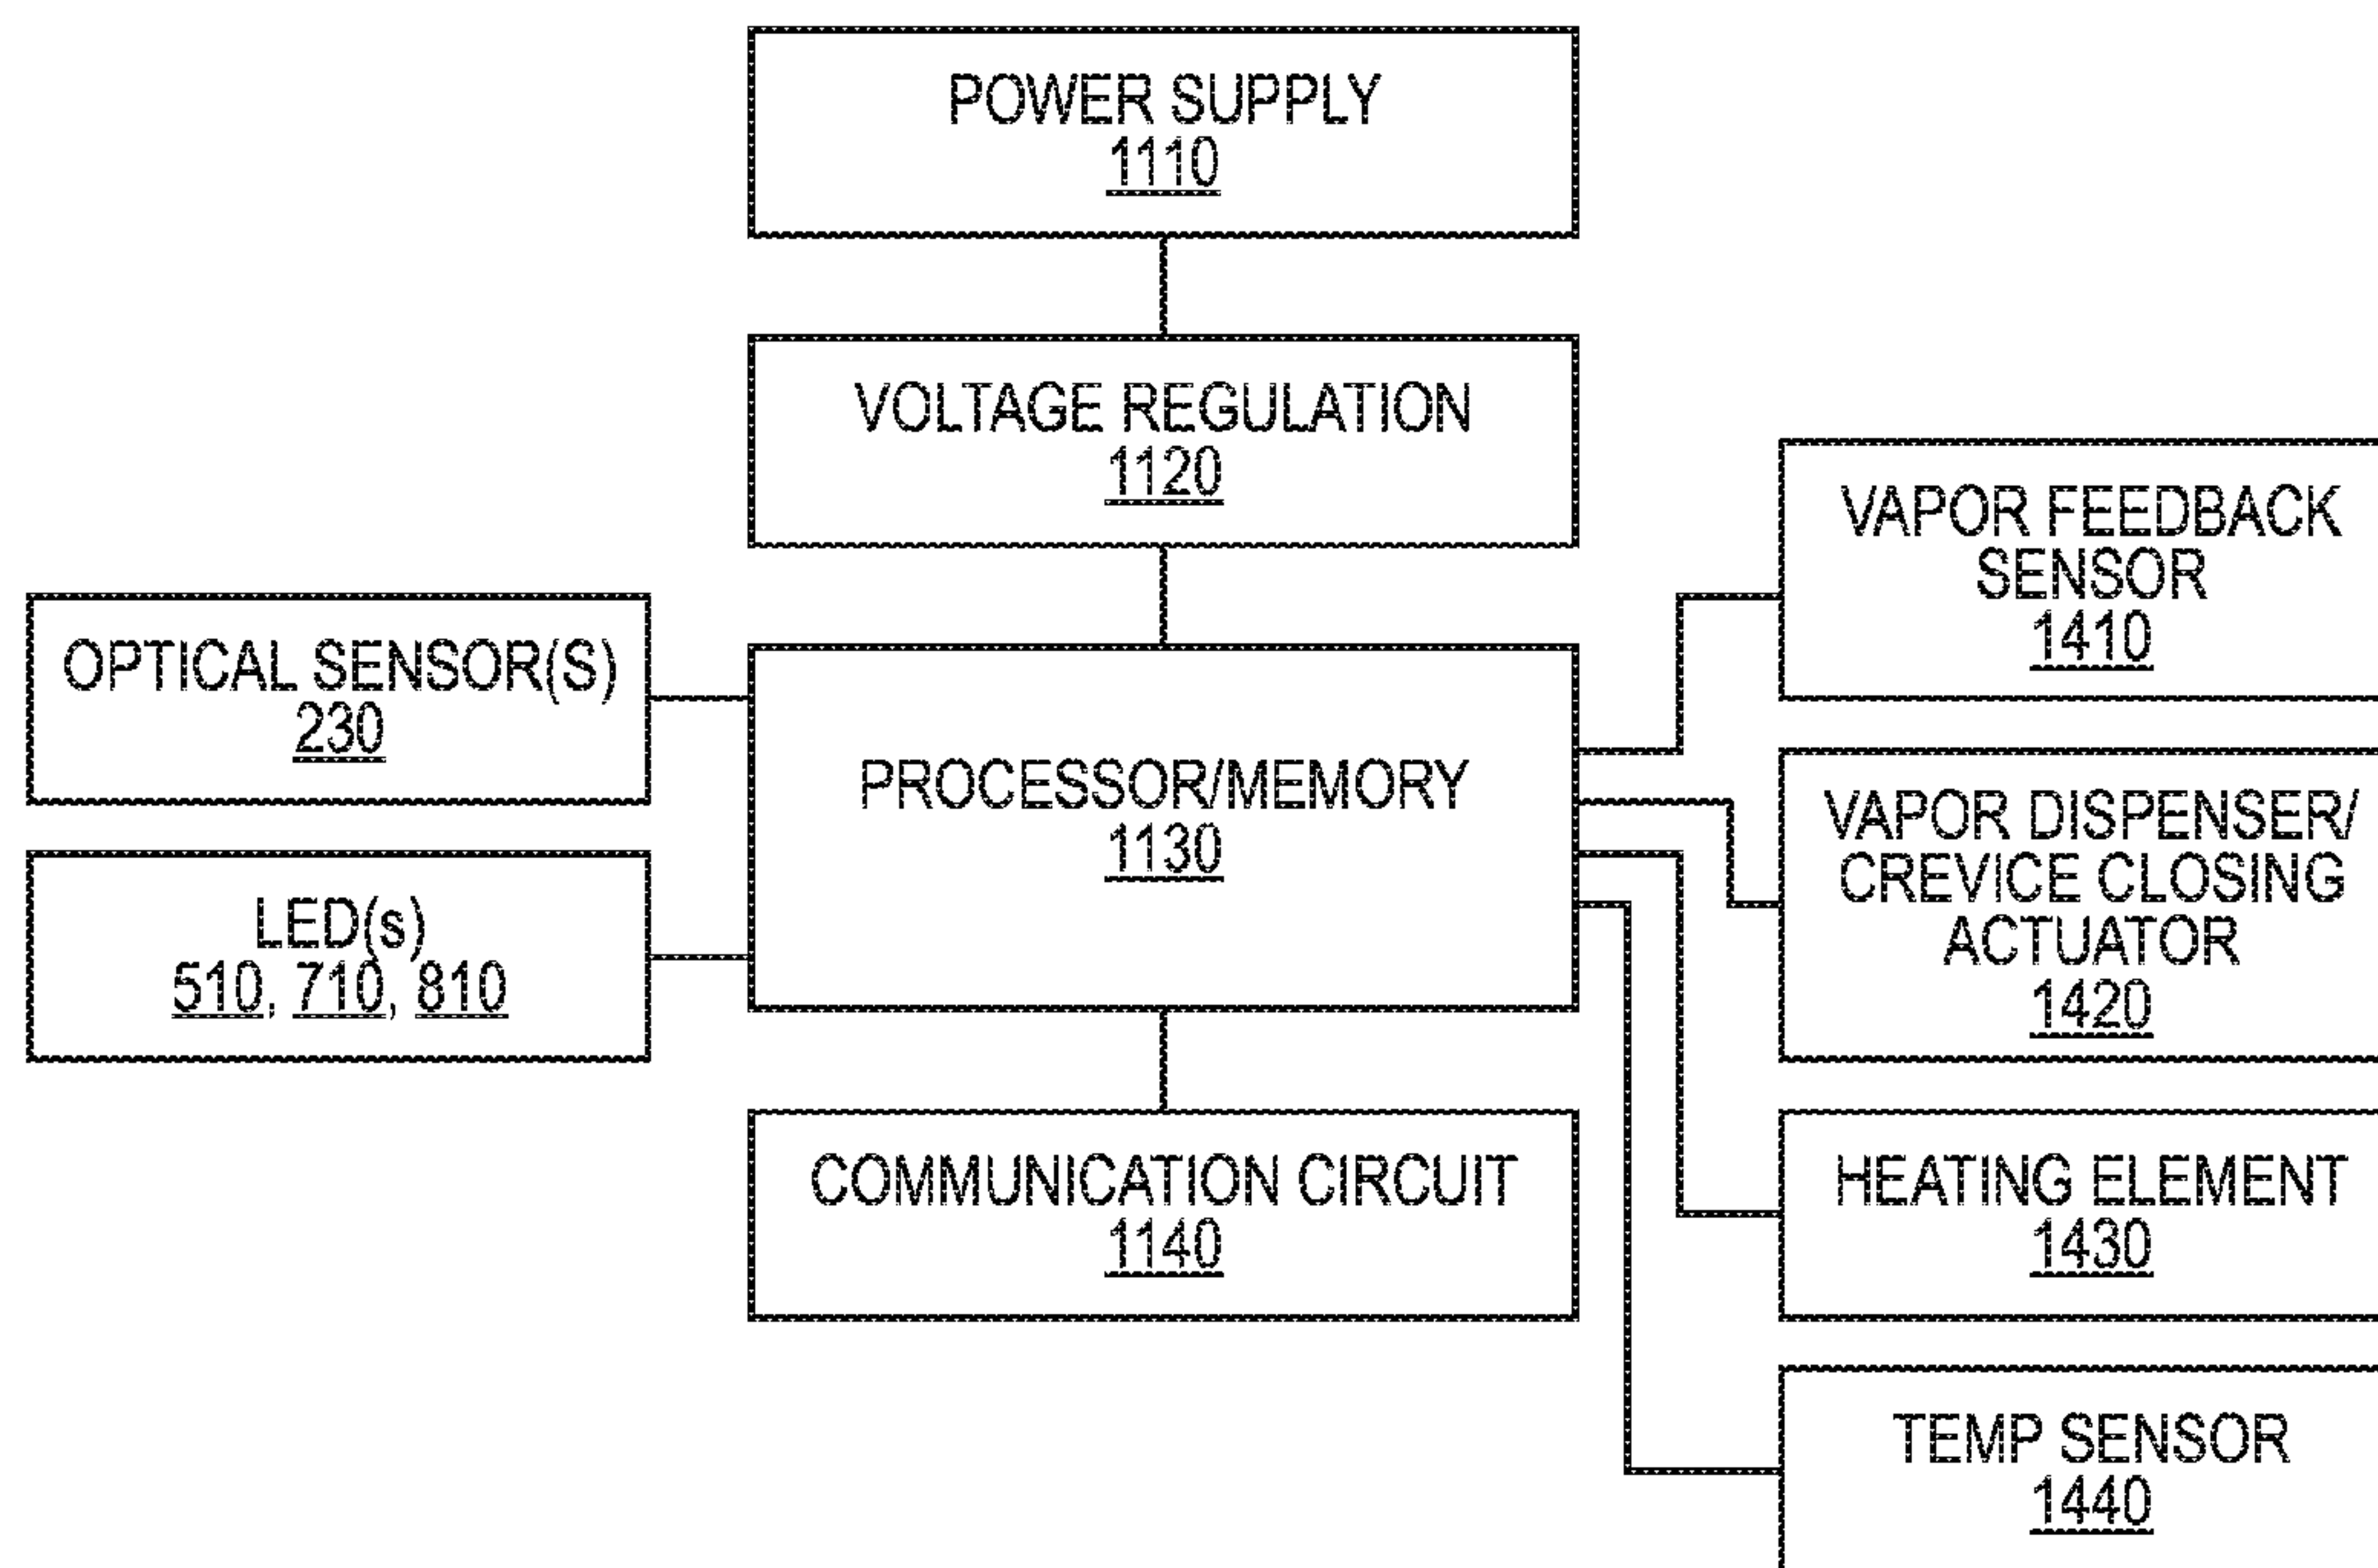 POWER SUPPLY
1110
VOLTAGE REGULATION
1120
OPTICAL SENSOR(S)
230
LED(s)
510, 710, 810
PROCESSOR/MEMORY
1130
COMMUNICATION CIRCUIT
1140
VAPOR FEEDBACK
SENSOR
1410
VAPOR DISPENSER/
CREVICE CLOSING
ACTUATOR
1420
HEATING ELEMENT
1430
TEMP SENSOR
1440